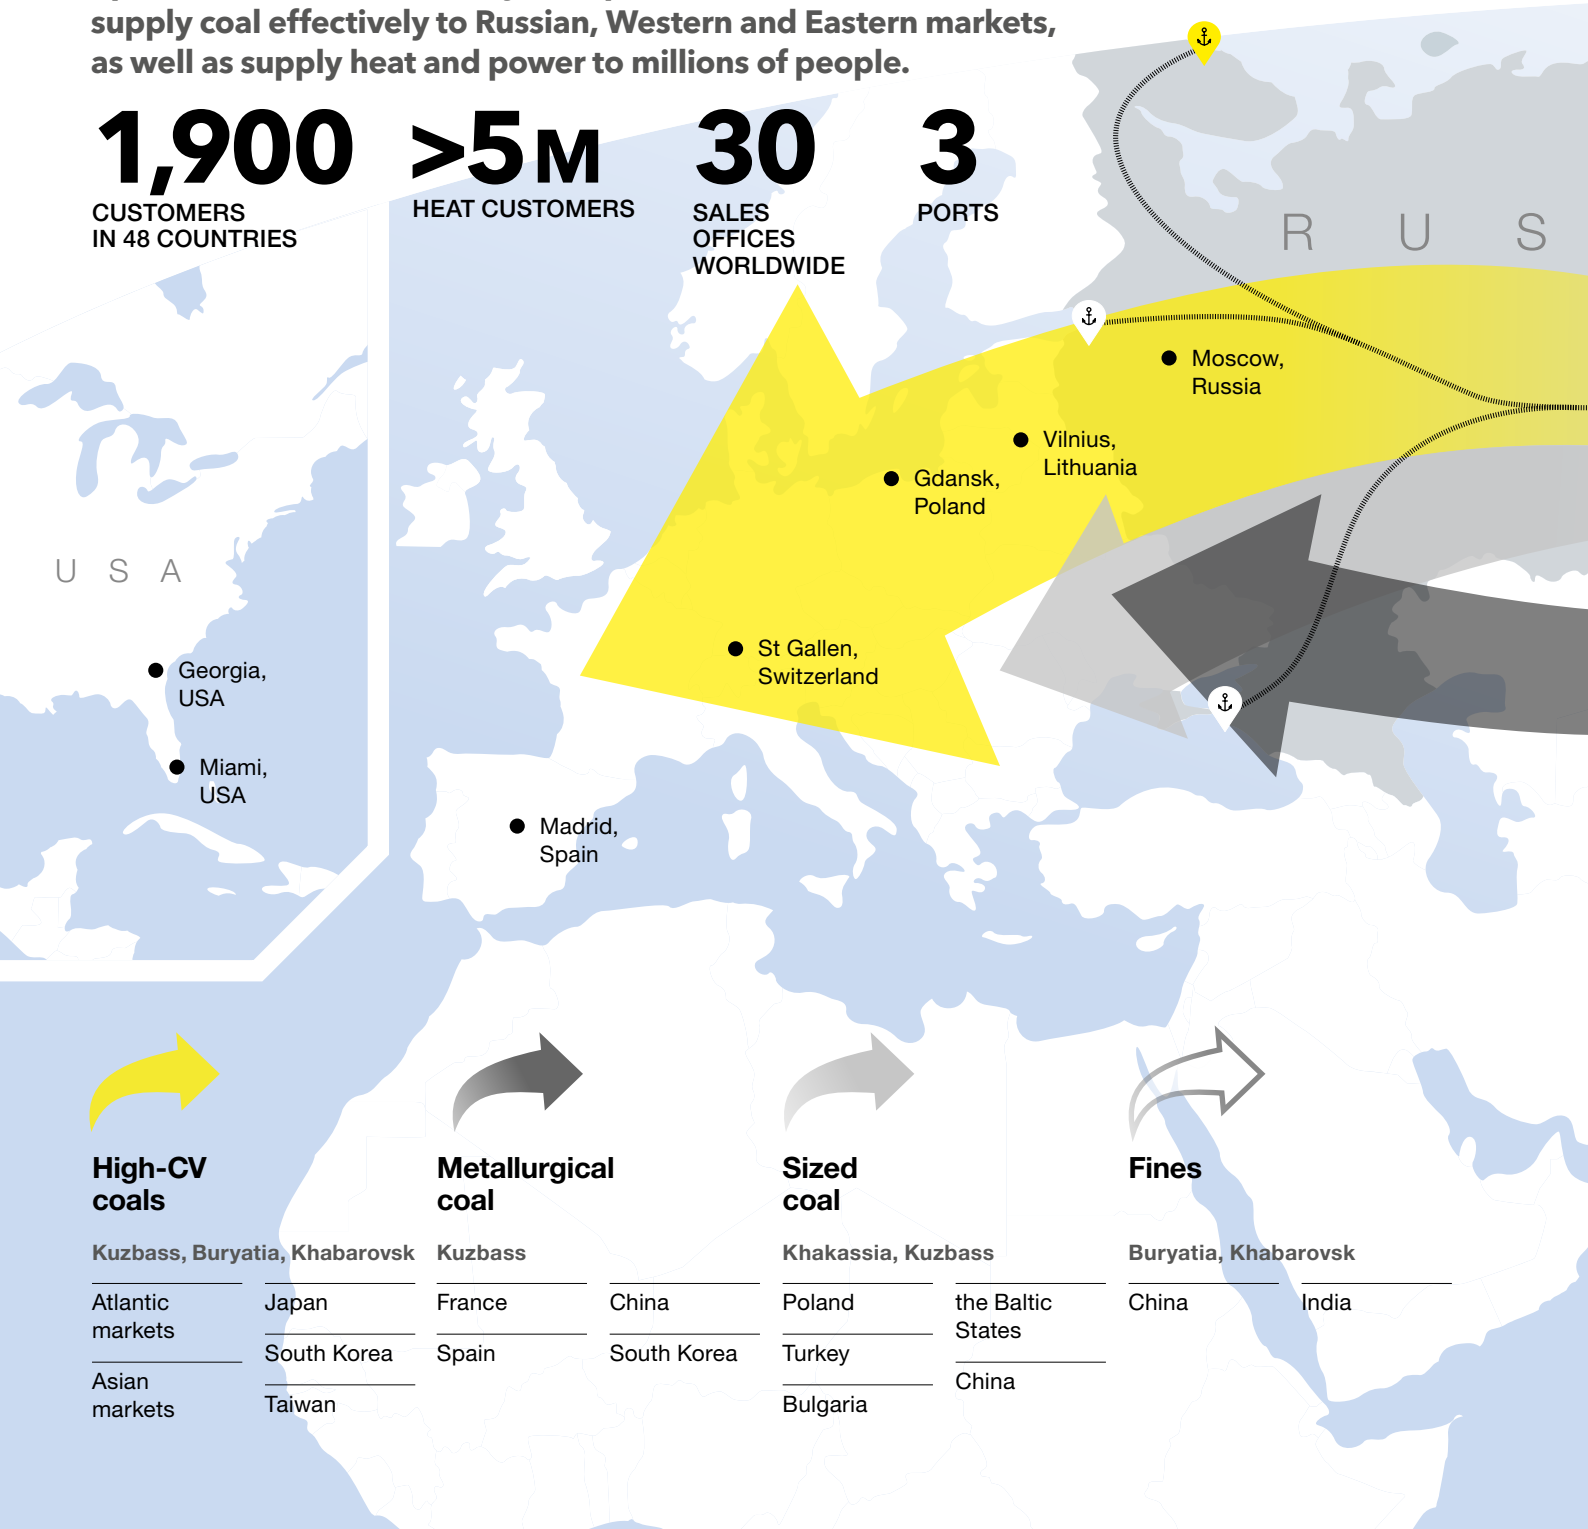 supply coal effectively to Russian, Western and Eastern markets,
as well as supply heat and power to millions of people.
1,900
CUSTOMERS
IN 48 COUNTRIES
>5M
HEAT CUSTOMERS
30
SALES
OFFICES
WORLDWIDE
3
PORTS
R U S
Moscow,
Russia
Vilnius,
Lithuania
Gdansk,
Poland
U S A
St Gallen,
Switzerland
Georgia,
USA
Miami,
USA
Madrid,
Spain
High-CV
coals
Kuzbass, Buryatia, Khabarovsk
Atlantic
markets
Asian
markets
Japan
South Korea
Taiwan
Metallurgical
coal
Kuzbass
France
Spain
China
South Korea
Sized
coal
Khakassia, Kuzbass
Poland
Turkey
Bulgaria
the Baltic
States
China
Fines
Buryatia, Khabarovsk
China
India